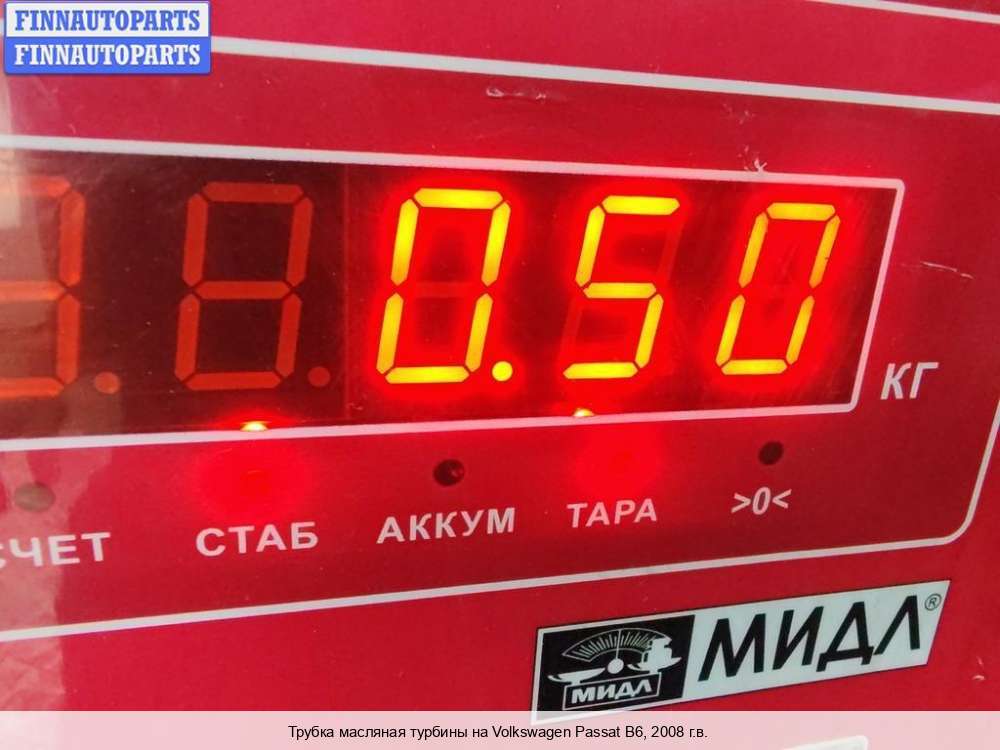 FINNAUTOPARTS
FINNAUTOPARTS
0.50
КГ
СЧЕТ СТАБ АККУМ ТАРА >0<
МИДЛ МИДЛ®
Трубка масляная турбины на Volkswagen Passat B6, 2008 г.в.